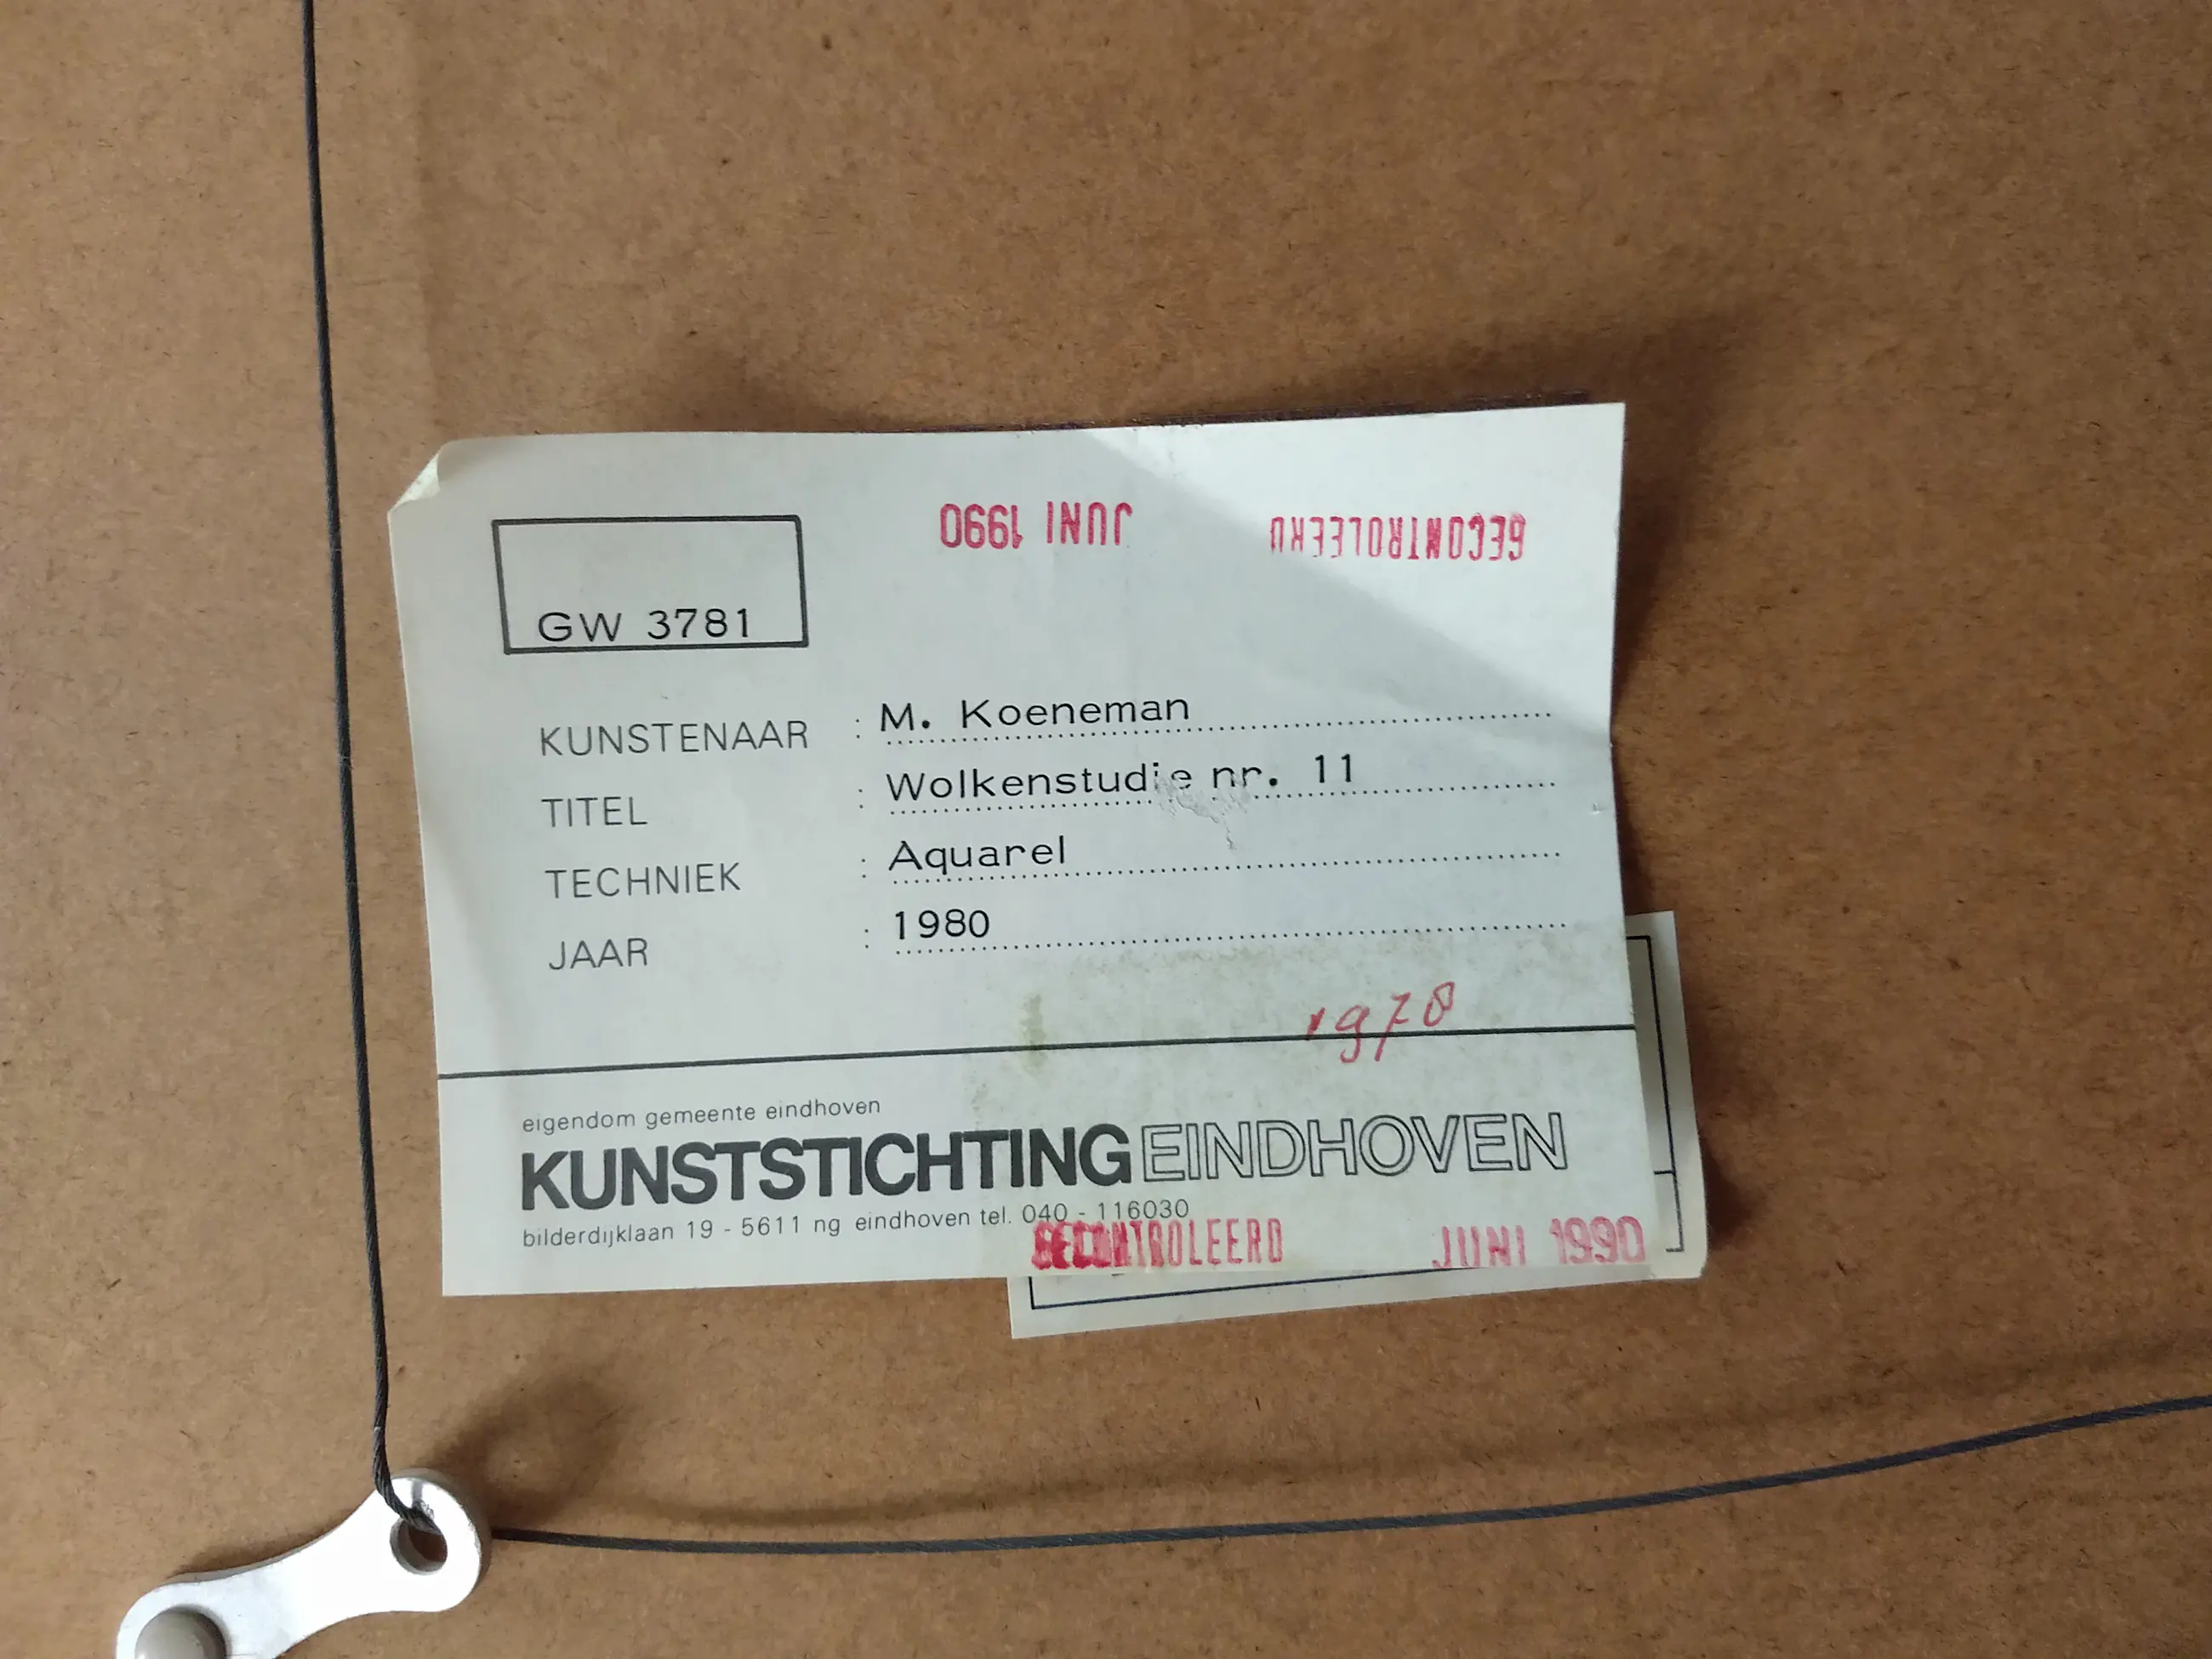 JUNI 1990 GECONTROLEERD
GW 3781
KUNSTENAAR : M. Koeneman
TITEL : Wolkenstudie nr. 11
TECHNIEK : Aquarel
JAAR : 1980
1978
eigendom gemeente eindhoven
KUNSTSTICHTING EINDHOVEN
bilderdijklaan 19 - 5611 ng eindhoven tel. 040 - 116030
GECONTROLEERD JUNI 1990